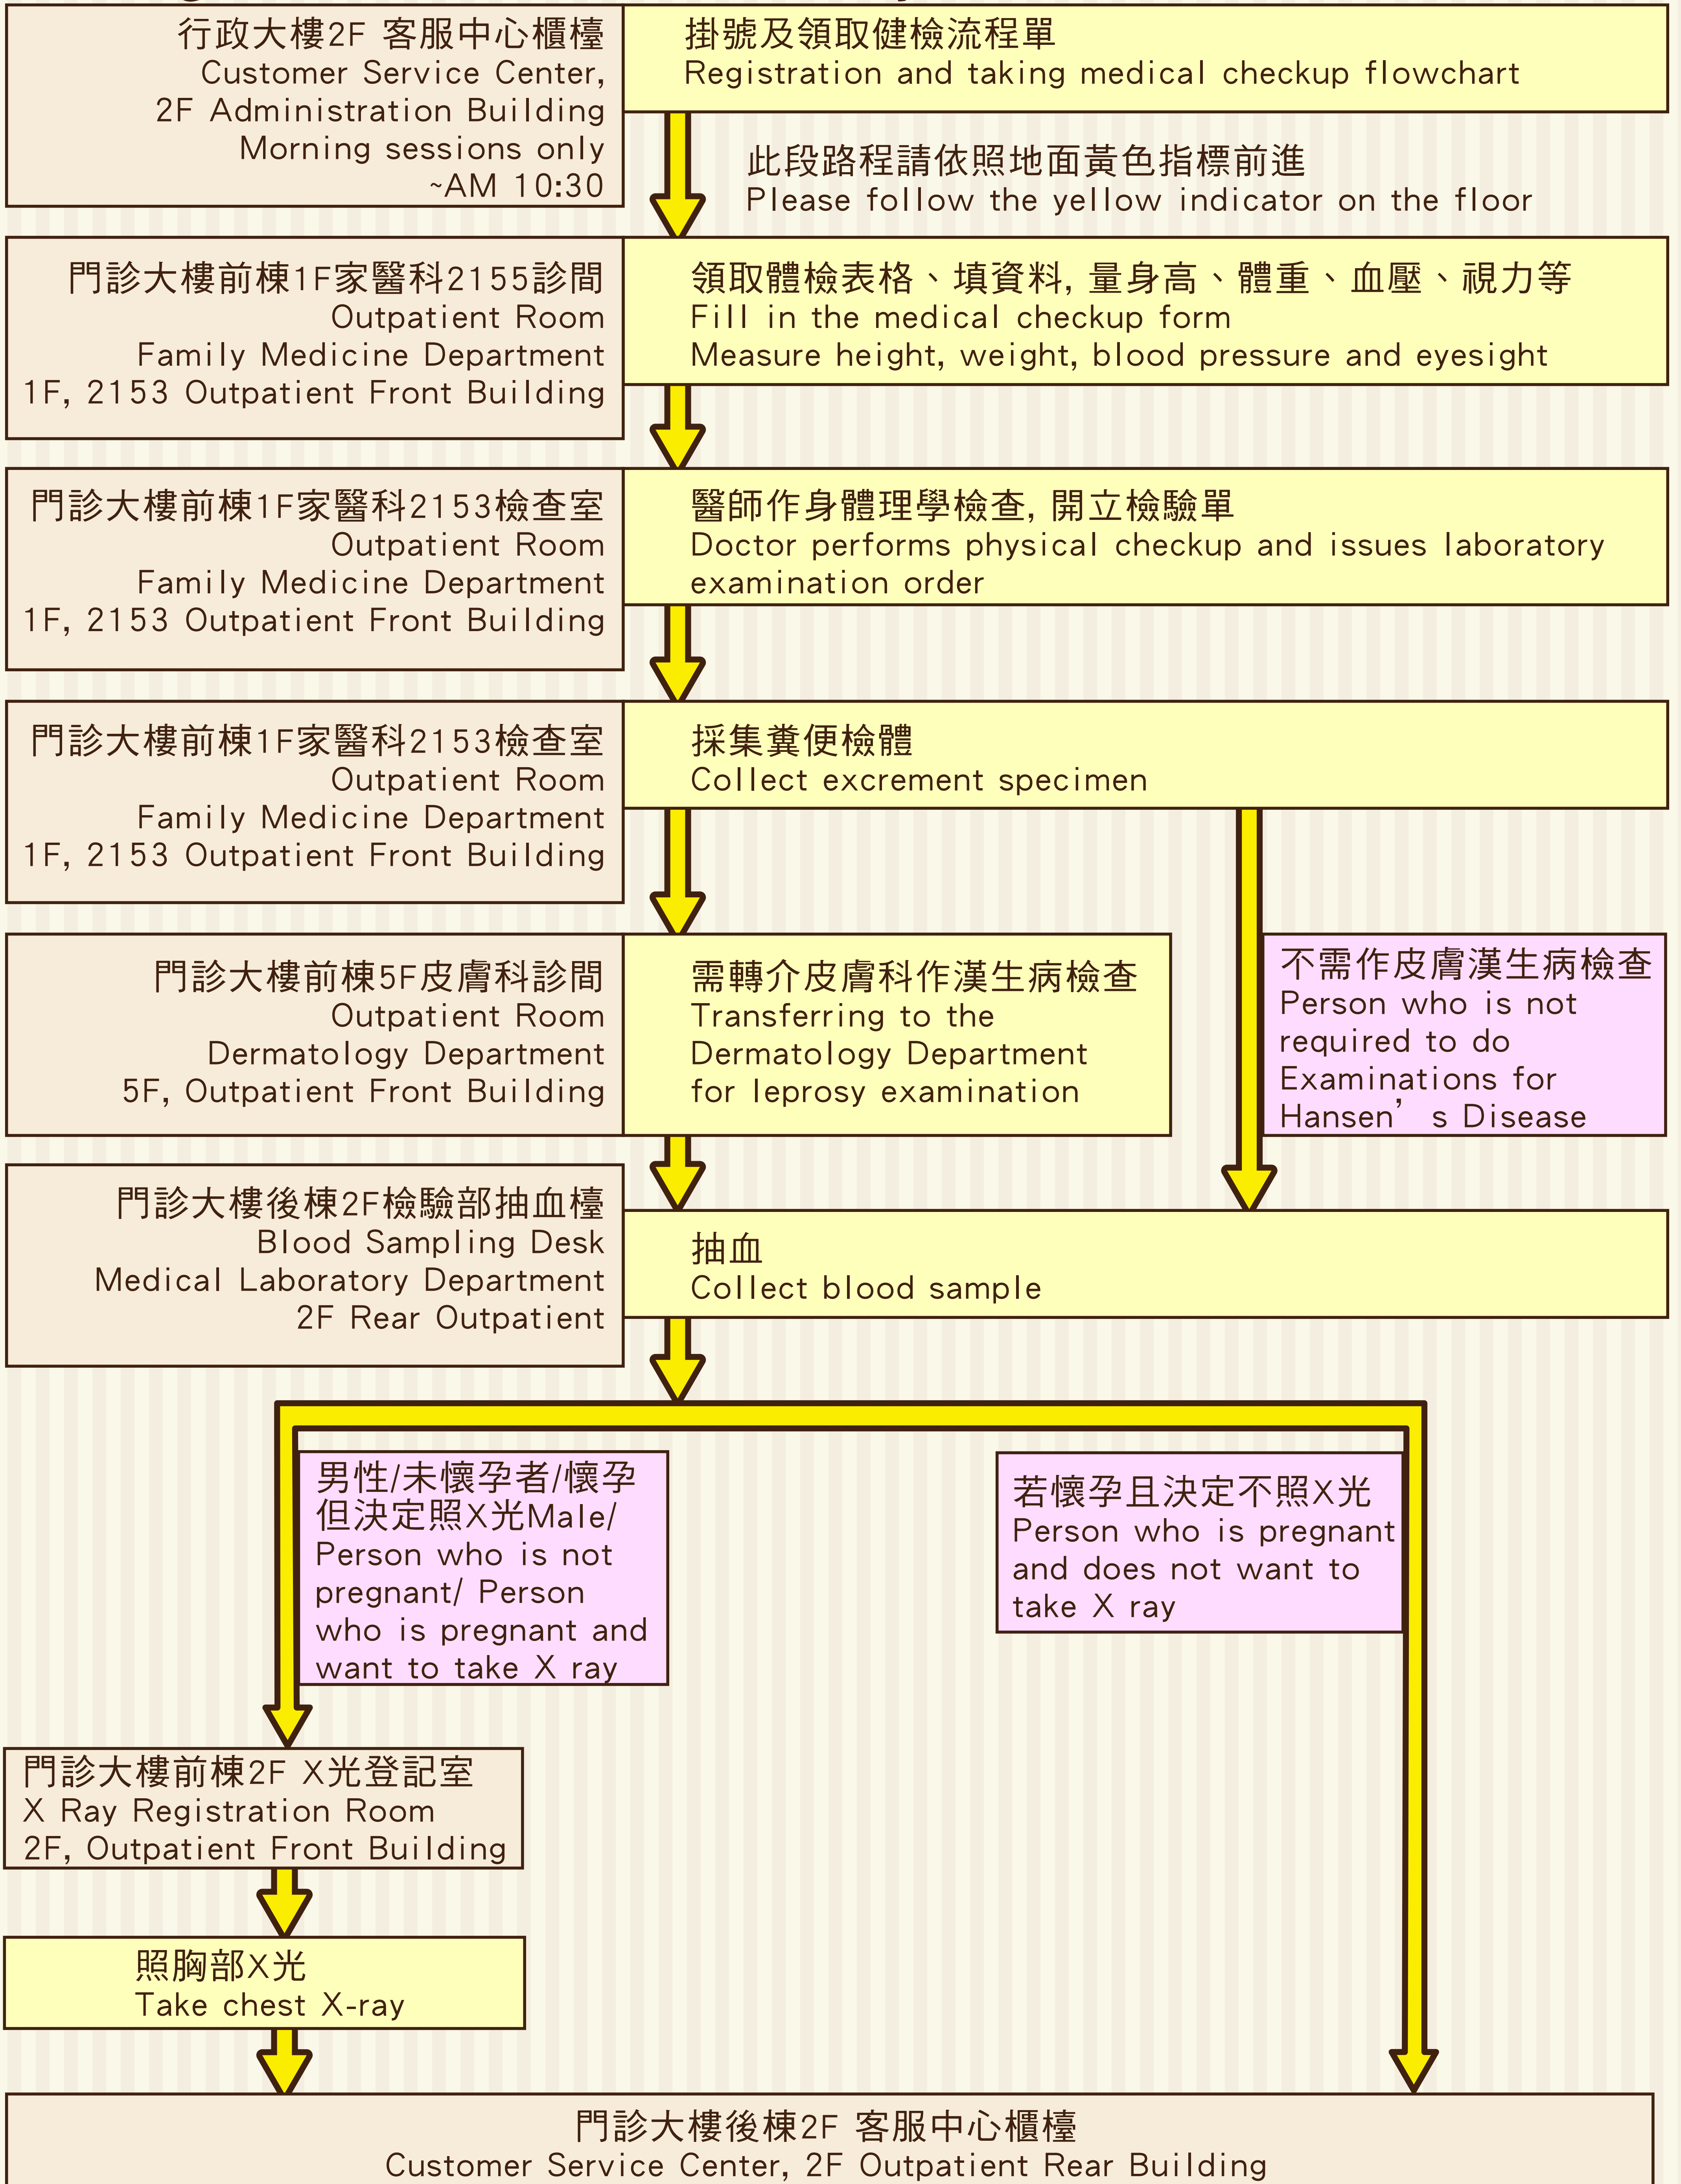 行政大樓2F 客服中心櫃檯
Customer Service Center,
2F Administration Building
Morning sessions only
~AM 10:30
掛號及領取健檢流程單
Registration and taking medical checkup flowchart
此段路程請依照地面黃色指標前進
Please follow the yellow indicator on the floor
門診大樓前棟1F家醫科2155診間
Outpatient Room
Family Medicine Department
1F, 2153 Outpatient Front Building
領取體檢表格、填資料, 量身高、體重、血壓、視力等
Fill in the medical checkup form
Measure height, weight, blood pressure and eyesight
門診大樓前棟1F家醫科2153檢查室
Outpatient Room
Family Medicine Department
1F, 2153 Outpatient Front Building
醫師作身體理學檢查, 開立檢驗單
Doctor performs physical checkup and issues laboratory
examination order
門診大樓前棟1F家醫科2153檢查室
Outpatient Room
Family Medicine Department
1F, 2153 Outpatient Front Building
採集糞便檢體
Collect excrement specimen
門診大樓前棟5F皮膚科診間
Outpatient Room
Dermatology Department
5F, Outpatient Front Building
需轉介皮膚科作漢生病檢查
Transferring to the
Dermatology Department
for leprosy examination
不需作皮膚漢生病檢查
Person who is not
required to do
Examinations for
Hansen’s Disease
門診大樓後棟2F檢驗部抽血檯
Blood Sampling Desk
Medical Laboratory Department
2F Rear Outpatient
抽血
Collect blood sample
男性/未懷孕者/懷孕
但決定照X光Male/
Person who is not
pregnant/ Person
who is pregnant and
want to take X ray
若懷孕且決定不照X光
Person who is pregnant
and does not want to
take X ray
門診大樓前棟2F X光登記室
X Ray Registration Room
2F, Outpatient Front Building
照胸部X光
Take chest X-ray
門診大樓後棟2F 客服中心櫃檯
Customer Service Center, 2F Outpatient Rear Building